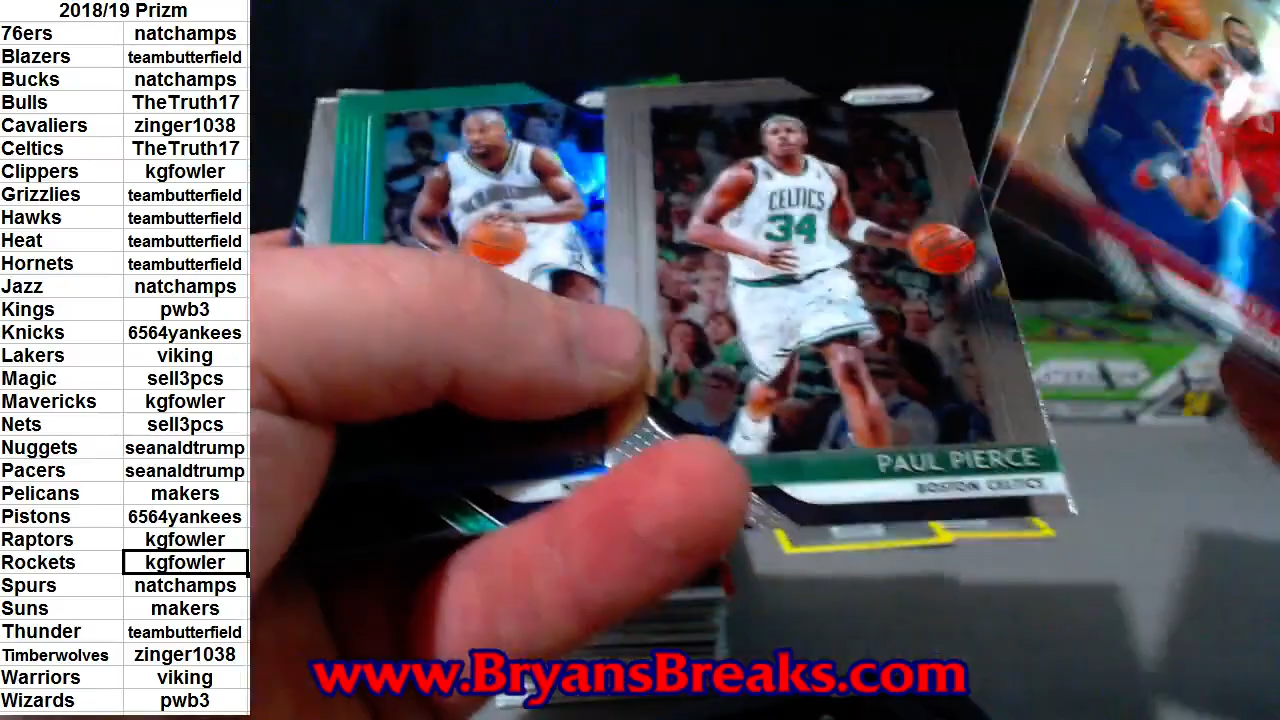 2018/19 Prizm
76ers natchamps
Blazers teambutterfield
Bucks natchamps
Bulls TheTruth17
Cavaliers zinger1038
Celtics TheTruth17
Clippers kgfowler
Grizzlies teambutterfield
Hawks teambutterfield
Heat teambutterfield
Hornets teambutterfield
Jazz natchamps
Kings pwb3
Knicks 6564yankees
Lakers viking
Magic sell3pcs
Mavericks kgfowler
Nets sell3pcs
Nuggets seanaldtrump
Pacers seanaldtrump
Pelicans makers
Pistons 6564yankees
Raptors kgfowler
Rockets kgfowler
Spurs natchamps
Suns makers
Thunder teambutterfield
Timberwolves zinger1038
Warriors viking
Wizards pwb3
CELTICS
34
PAUL PIERCE
BOSTON CELTICS
www.BryansBreaks.com